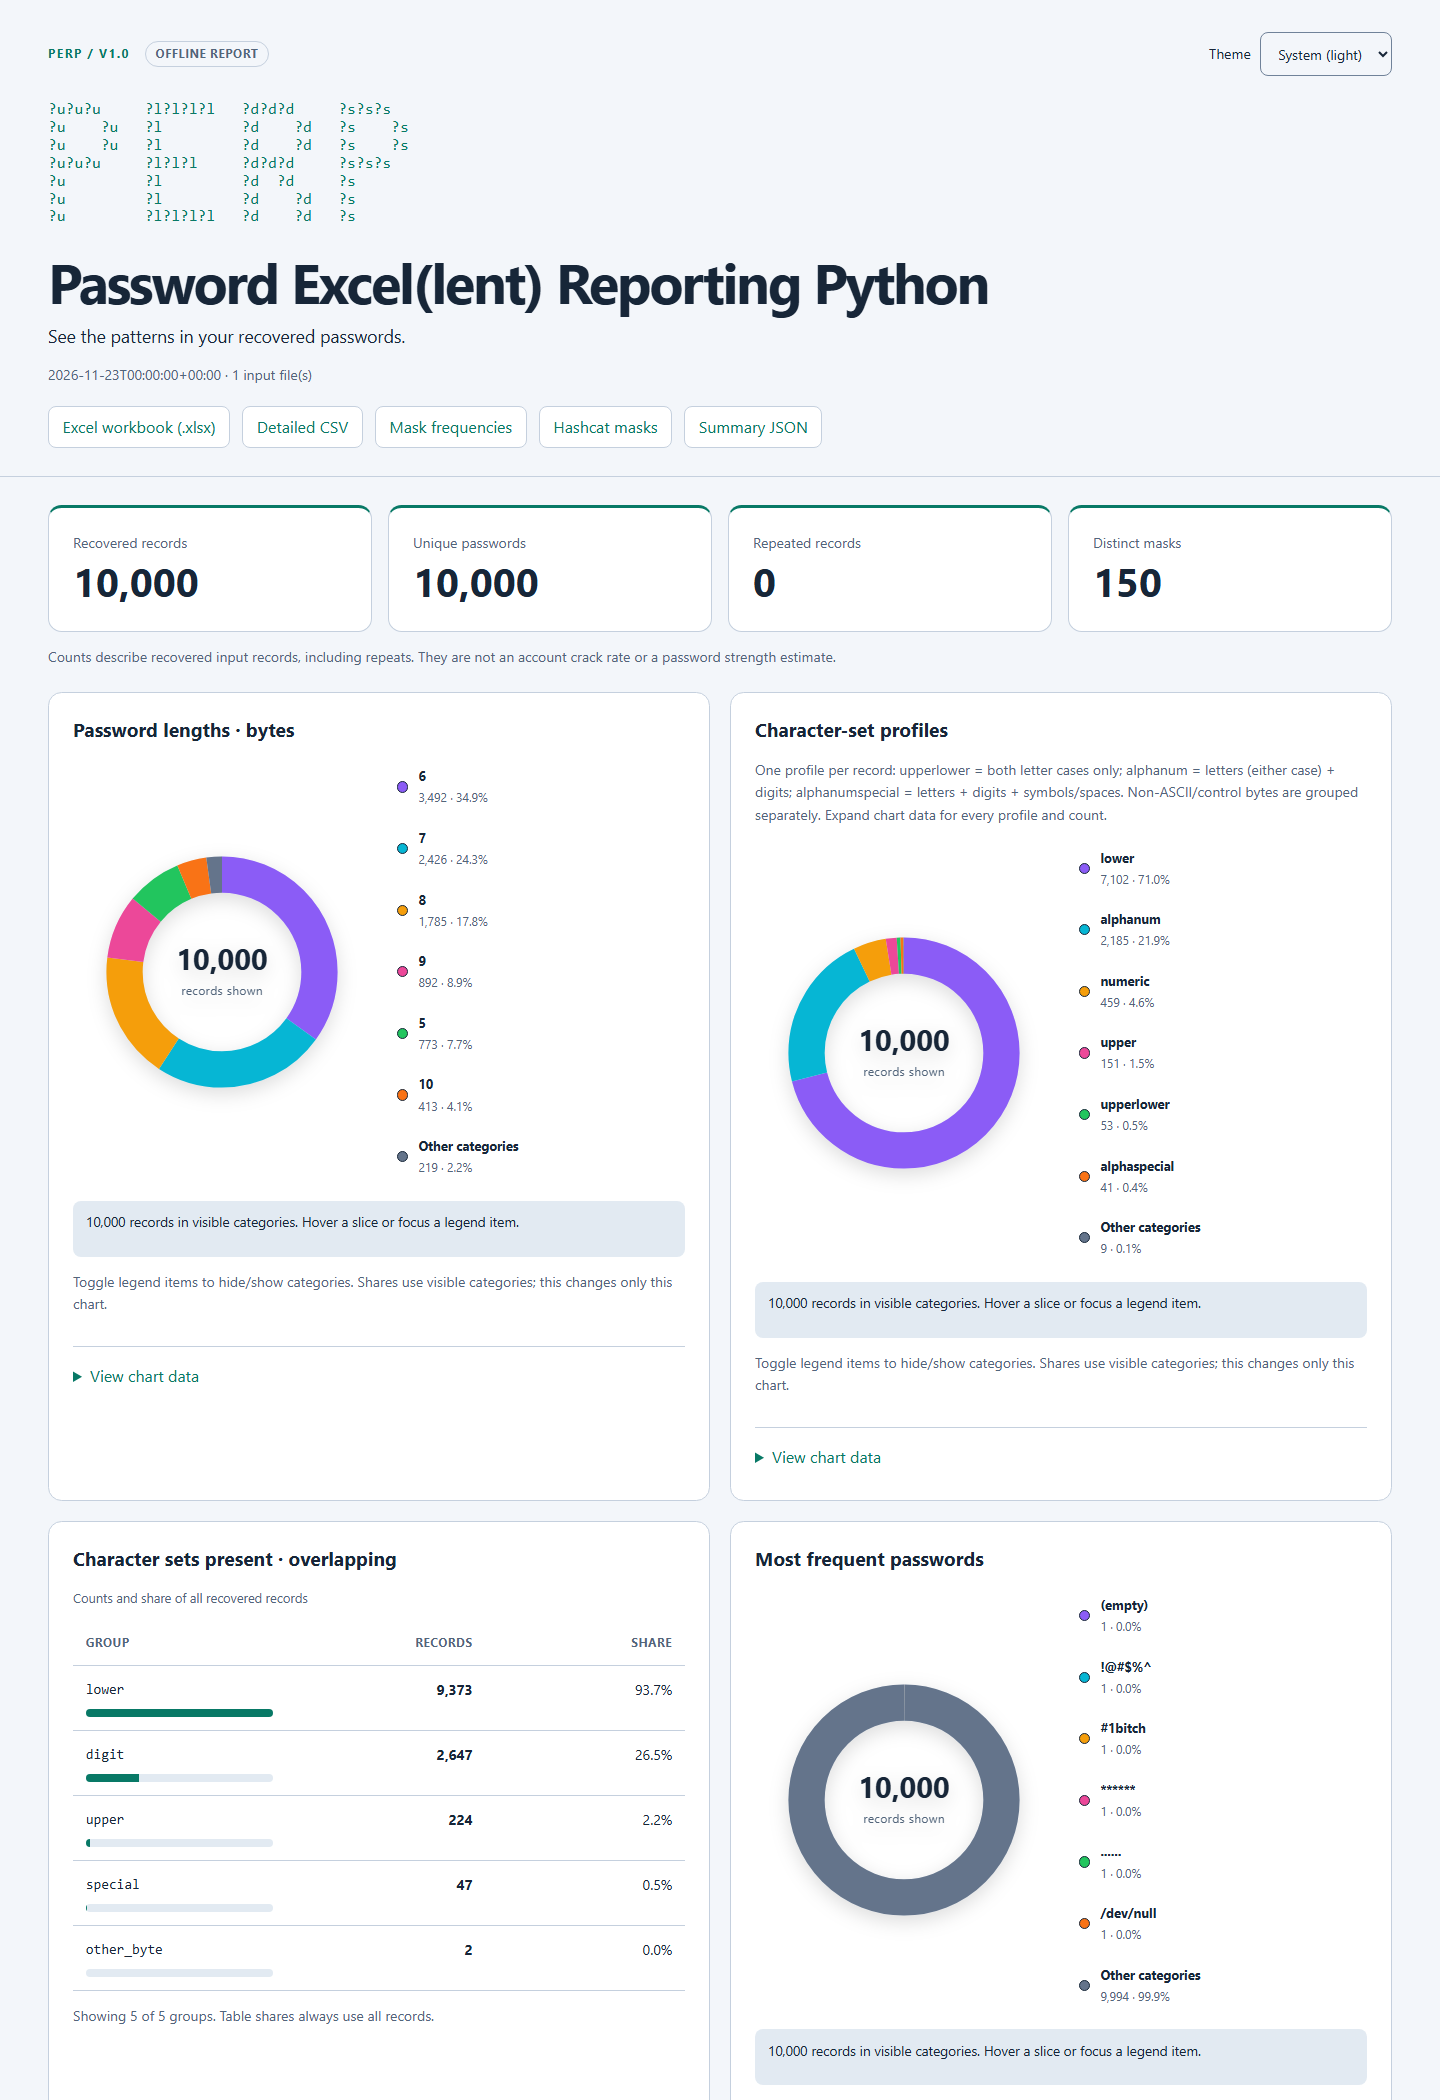 PERP / V1.0
OFFLINE REPORT
Theme
System (light)
?u?u?u     ?l?l?l?l   ?d?d?d     ?s?s?s
?u    ?u   ?l         ?d    ?d   ?s    ?s
?u    ?u   ?l         ?d    ?d   ?s    ?s
?u?u?u     ?l?l?l     ?d?d?d     ?s?s?s
?u         ?l         ?d  ?d     ?s
?u         ?l         ?d    ?d   ?s
?u         ?l?l?l?l   ?d    ?d   ?s
Password Excel(lent) Reporting Python
See the patterns in your recovered passwords.
2026-11-23T00:00:00+00:00 · 1 input file(s)
Excel workbook (.xlsx)
Detailed CSV
Mask frequencies
Hashcat masks
Summary JSON
Recovered records
10,000
Unique passwords
10,000
Repeated records
0
Distinct masks
150
Counts describe recovered input records, including repeats. They are not an account crack rate or a password strength estimate.
Password lengths · bytes
10,000
records shown
6
3,492 · 34.9%
7
2,426 · 24.3%
8
1,785 · 17.8%
9
892 · 8.9%
5
773 · 7.7%
10
413 · 4.1%
Other categories
219 · 2.2%
10,000 records in visible categories. Hover a slice or focus a legend item.
Toggle legend items to hide/show categories. Shares use visible categories; this changes only this
chart.
▶ View chart data
Character-set profiles
One profile per record: upperlower = both letter cases only; alphanum = letters (either case) +
digits; alphanumspecial = letters + digits + symbols/spaces. Non-ASCII/control bytes are grouped
separately. Expand chart data for every profile and count.
10,000
records shown
lower
7,102 · 71.0%
alphanum
2,185 · 21.9%
numeric
459 · 4.6%
upper
151 · 1.5%
upperlower
53 · 0.5%
alphaspecial
41 · 0.4%
Other categories
9 · 0.1%
10,000 records in visible categories. Hover a slice or focus a legend item.
Toggle legend items to hide/show categories. Shares use visible categories; this changes only this
chart.
▶ View chart data
Character sets present · overlapping
Counts and share of all recovered records
GROUP RECORDS SHARE
lower 9,373 93.7%
digit 2,647 26.5%
upper 224 2.2%
special 47 0.5%
other_byte 2 0.0%
Showing 5 of 5 groups. Table shares always use all records.
Most frequent passwords
10,000
records shown
(empty)
1 · 0.0%
!@#$%^
1 · 0.0%
#1bitch
1 · 0.0%
******
1 · 0.0%
......
1 · 0.0%
/dev/null
1 · 0.0%
Other categories
9,994 · 99.9%
10,000 records in visible categories. Hover a slice or focus a legend item.